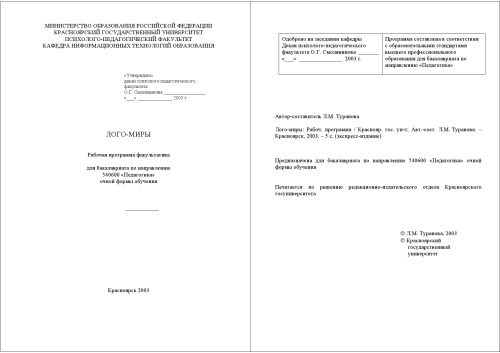 МИНИСТЕРСТВО ОБРАЗОВАНИЯ РОССИЙСКОЙ ФЕДЕРАЦИИ
КРАСНОЯРСКИЙ ГОСУДАРСТВЕННЫЙ УНИВЕРСИТЕТ
ПСИХОЛОГО-ПЕДАГОГИЧЕСКИЙ ФАКУЛЬТЕТ
КАФЕДРА ИНФОРМАЦИОННЫХ ТЕХНОЛОГИЙ ОБРАЗОВАНИЯ
«Утверждаю»
декан психолого-педагогического
факультета
О.Г. Смолянинова ____________
«___» ____________ 2003 г.
ЛОГО-МИРЫ
Рабочая программа факультатива
для бакалавриата по направлению
540600 «Педагогика»
очной формы обучения
Красноярск 2003
Одобрено на заседании кафедры
Декан психолого-педагогического
факультета О.Г. Смолянинова ________
«___» ________________ 2003 г.
Программа составлена в соответствии
с образовательными стандартами
высшего профессионального
образования для бакалавриата по
направлению «Педагогика»
Автор-составитель Л.М. Туранова
Лого-миры: Рабоч. программа / Краснояр. гос. ун-т; Авт.-сост. Л.М. Туранова. –
Красноярск, 2003. – 5 с. (экспресс-издание)
Предназначена для бакалавриата по направлению 540600 «Педагогика» очной
формы обучения
Печатается по решению редакционно-издательского отдела Красноярского
госуниверситета
© Л.М. Туранова, 2003
© Красноярский
государственный
университет